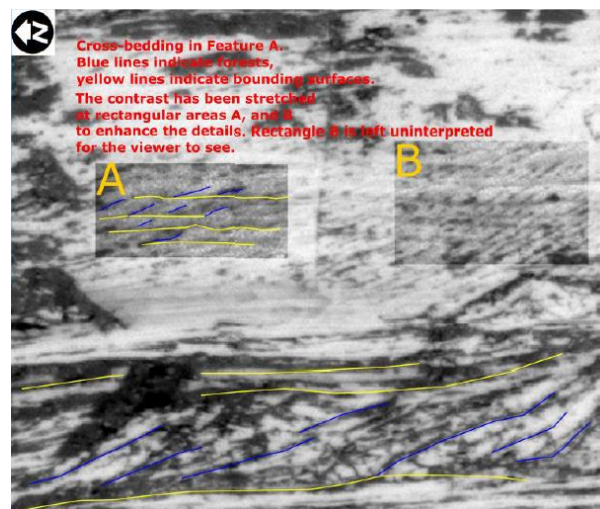 N
Cross-bedding in Feature A.
Blue lines indicate forests,
yellow lines indicate bounding surfaces.
The contrast has been stretched
at rectangular areas A, and B
to enhance the details. Rectangle B is left uninterpreted
for the viewer to see.
A
B